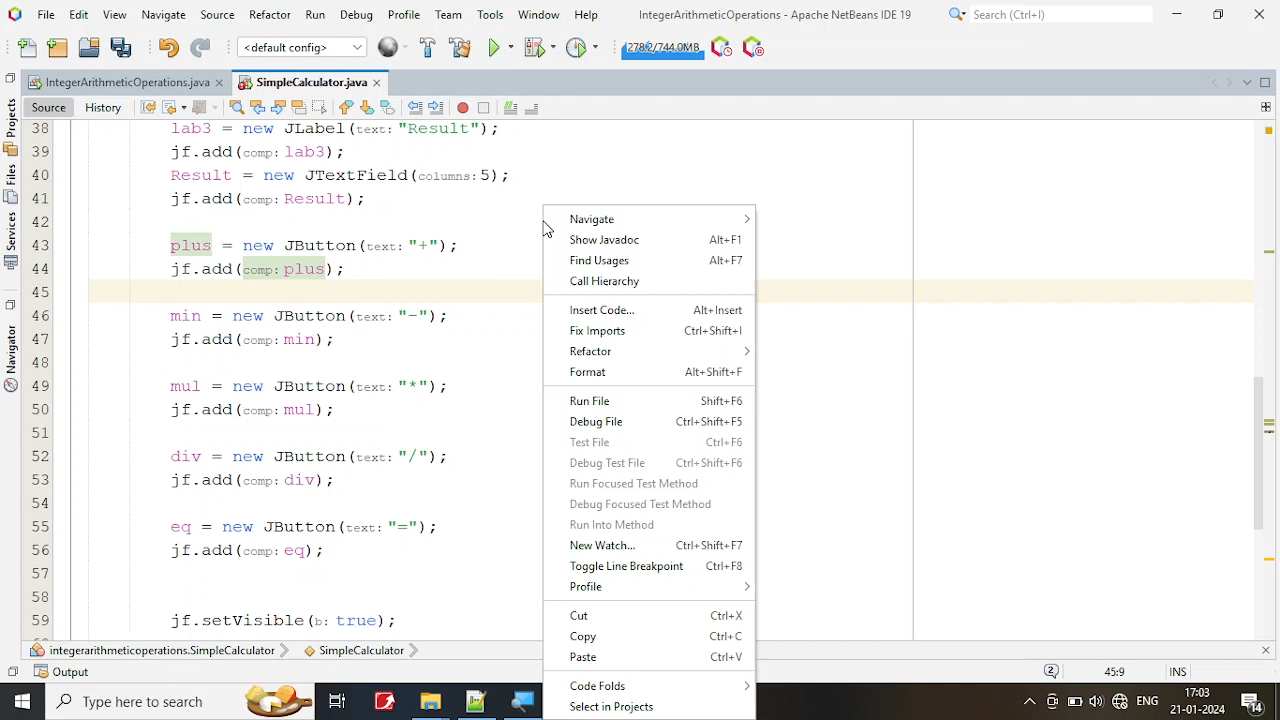 File Edit View Navigate Source Refactor Run Debug Profile Team Tools Window Help IntegerArithmeticOperations - Apache NetBeans IDE 19 Search (Ctrl+I)
<default config> 278.2/744.0MB
IntegerArithmeticOperations.java SimpleCalculator.java
Source History
Projects
Files
Services
Navigator
38 lab3 = new JLabel(text: "Result");
39 jf.add(comp: lab3);
40 Result = new JTextField(columns: 5);
41 jf.add(comp: Result);
42
43 plus = new JButton(text: "+");
44 jf.add(comp: plus);
45
46 min = new JButton(text: "-");
47 jf.add(comp: min);
48
49 mul = new JButton(text: "*");
50 jf.add(comp: mul);
51
52 div = new JButton(text: "/");
53 jf.add(comp: div);
54
55 eq = new JButton(text: "=");
56 jf.add(comp: eq);
57
58
59 jf.setVisible(b: true);
Navigate
Show Javadoc Alt+F1
Find Usages Alt+F7
Call Hierarchy
Insert Code... Alt+Insert
Fix Imports Ctrl+Shift+I
Refactor
Format Alt+Shift+F
Run File Shift+F6
Debug File Ctrl+Shift+F5
Test File Ctrl+F6
Debug Test File Ctrl+Shift+F6
Run Focused Test Method
Debug Focused Test Method
Run Into Method
New Watch... Ctrl+Shift+F7
Toggle Line Breakpoint Ctrl+F8
Profile
Cut Ctrl+X
Copy Ctrl+C
Paste Ctrl+V
Code Folds
Select in Projects
integerarithmeticoperations.SimpleCalculator SimpleCalculator
Output 2 45:9 INS
Type here to search ENG 17:03
21-01-2024 14